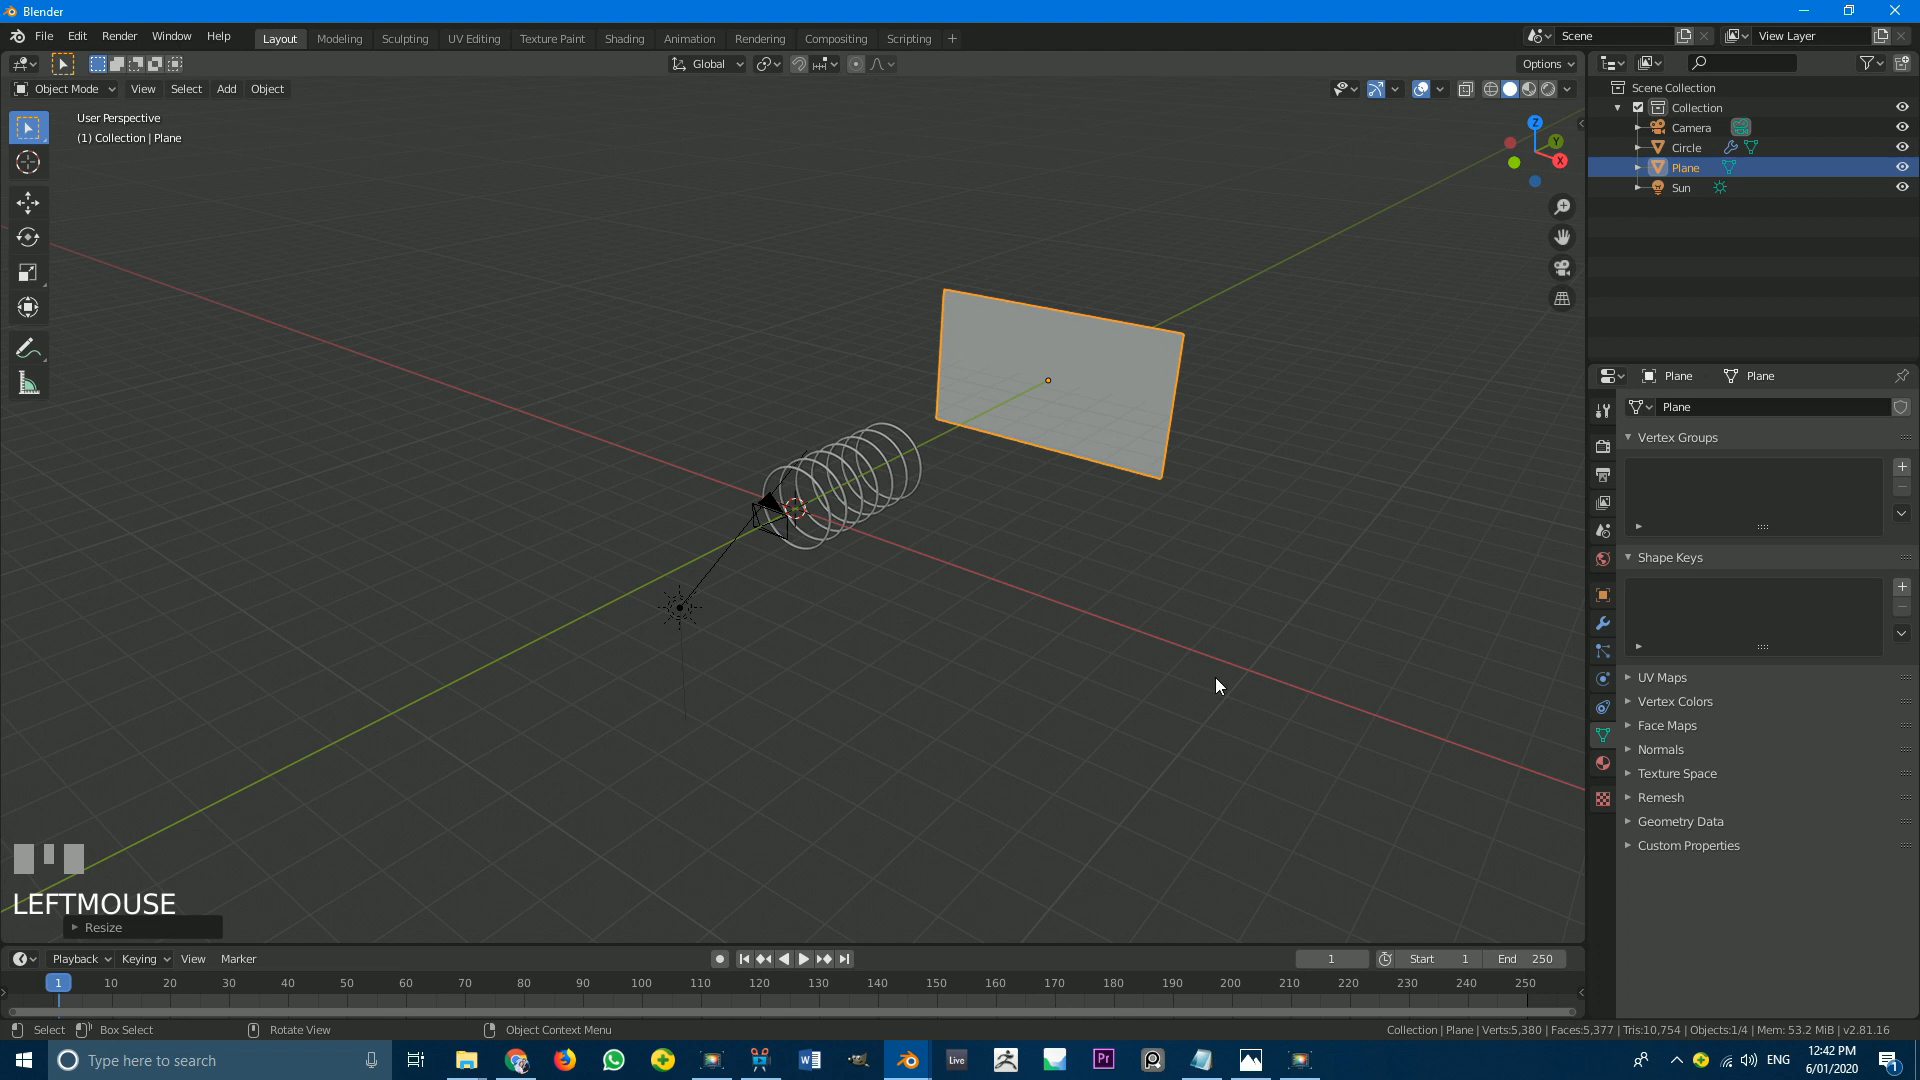 Blender
File Edit Render Window Help Layout Modeling Sculpting UV Editing Texture Paint Shading Animation Rendering Compositing Scripting + Scene View Layer
Global Options
Object Mode View Select Add Object
User Perspective
(1) Collection | Plane
Z
Y
X
Scene Collection
Collection
Camera
Circle
Plane
Sun
Plane Plane
Plane
Vertex Groups
Shape Keys
UV Maps
Vertex Colors
Face Maps
Normals
Texture Space
Remesh
Geometry Data
Custom Properties
LEFTMOUSE
Resize
Playback Keying View Marker 1 Start 1 End 250
1 10 20 30 40 50 60 70 80 90 100 110 120 130 140 150 160 170 180 190 200 210 220 230 240 250
Select Box Select Rotate View Object Context Menu Collection | Plane | Verts:5,380 | Faces:5,377 | Tris:10,754 | Objects:1/4 | Mem: 53.2 MiB | v2.81.16
Type here to search Live Pr ENG 12:42 PM
6/01/2020
1